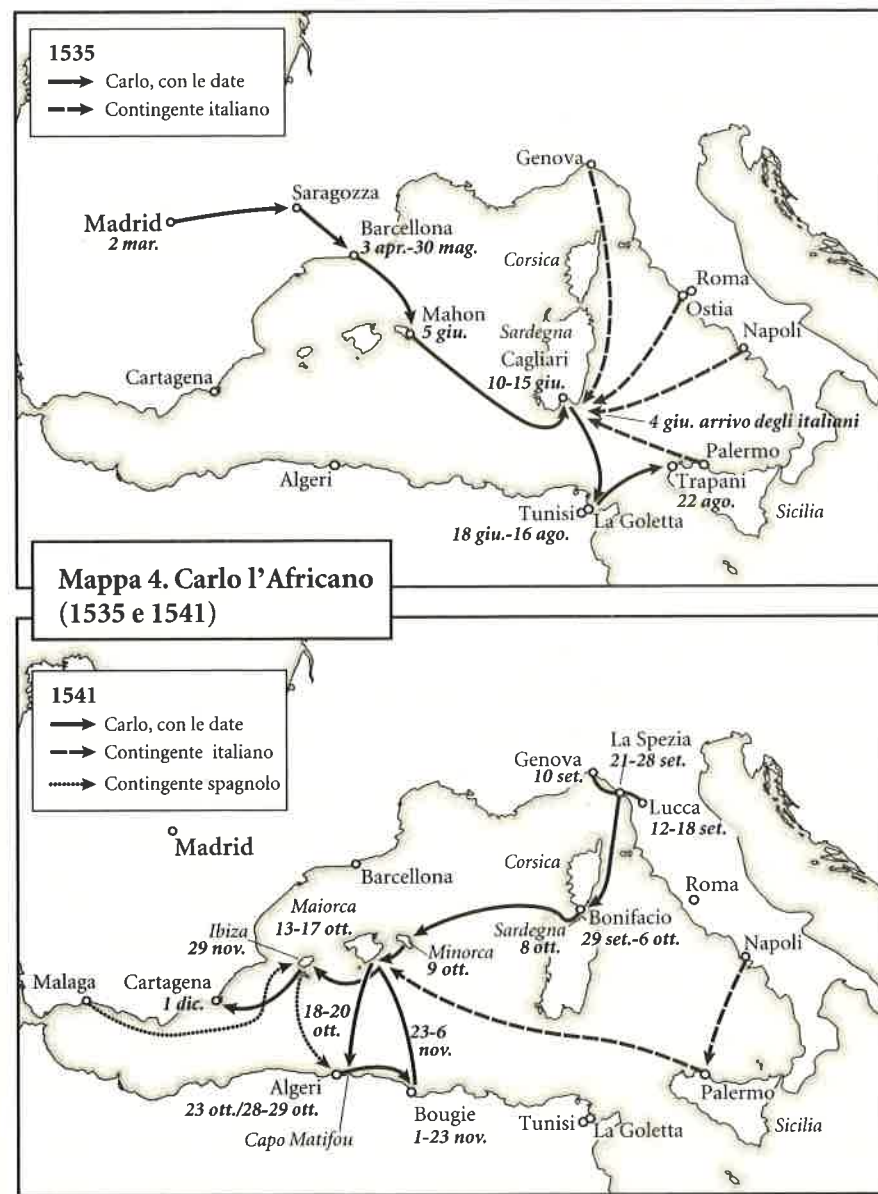 1535
Carlo, con le date
Contingente italiano
Genova
Saragozza
Madrid
2 mar.
Barcellona
3 apr.-30 mag.
Corsica
Roma
Ostia
Mahon
5 giu.
Sardegna
Cagliari
10-15 giu.
Napoli
Cartagena
4 giu. arrivo degli italiani
Algeri
Palermo
Trapani
22 ago.
Tunisi
La Goletta
18 giu.-16 ago.
Sicilia
Mappa 4. Carlo l'Africano
(1535 e 1541)
1541
Carlo, con le date
Contingente italiano
Contingente spagnolo
La Spezia
21-28 set.
Genova
10 set.
Lucca
12-18 set.
Madrid
Barcellona
Corsica
Roma
Maiorca
13-17 ott.
Ibiza
29 nov.
Minorca
9 ott.
Sardegna
8 ott.
Bonifacio
29 set.-6 ott.
Napoli
Malaga
Cartagena
1 dic.
18-20
ott.
23-6
nov.
Algeri
23 ott./28-29 ott.
Capo Matifou
Bougie
1-23 nov.
Tunisi
La Goletta
Palermo
Sicilia